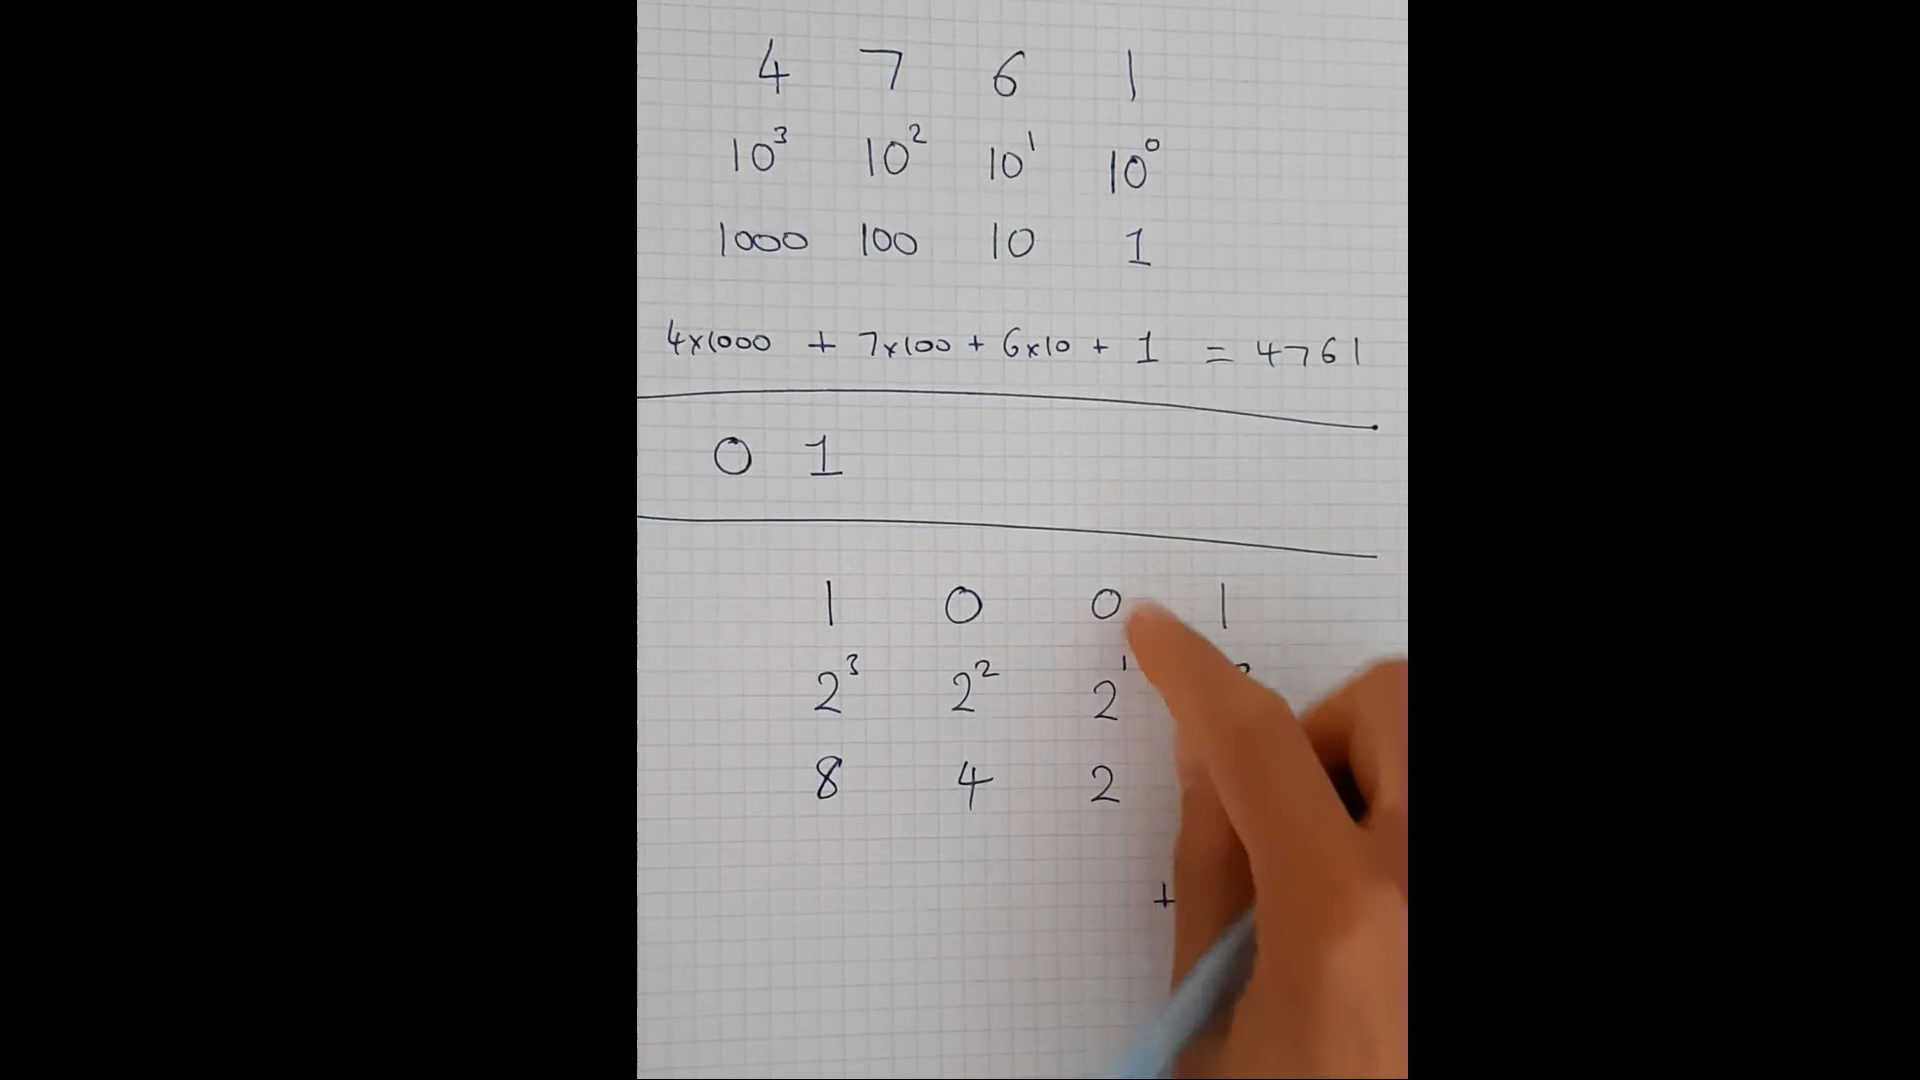 4 7 6 1
10³ 10² 10¹ 10⁰
1000 100 10 1
4x1000 + 7x100 + 6x10 + 1 = 4761
0 1
1 0 0 1
2³ 2² 2¹
8 4 2
+